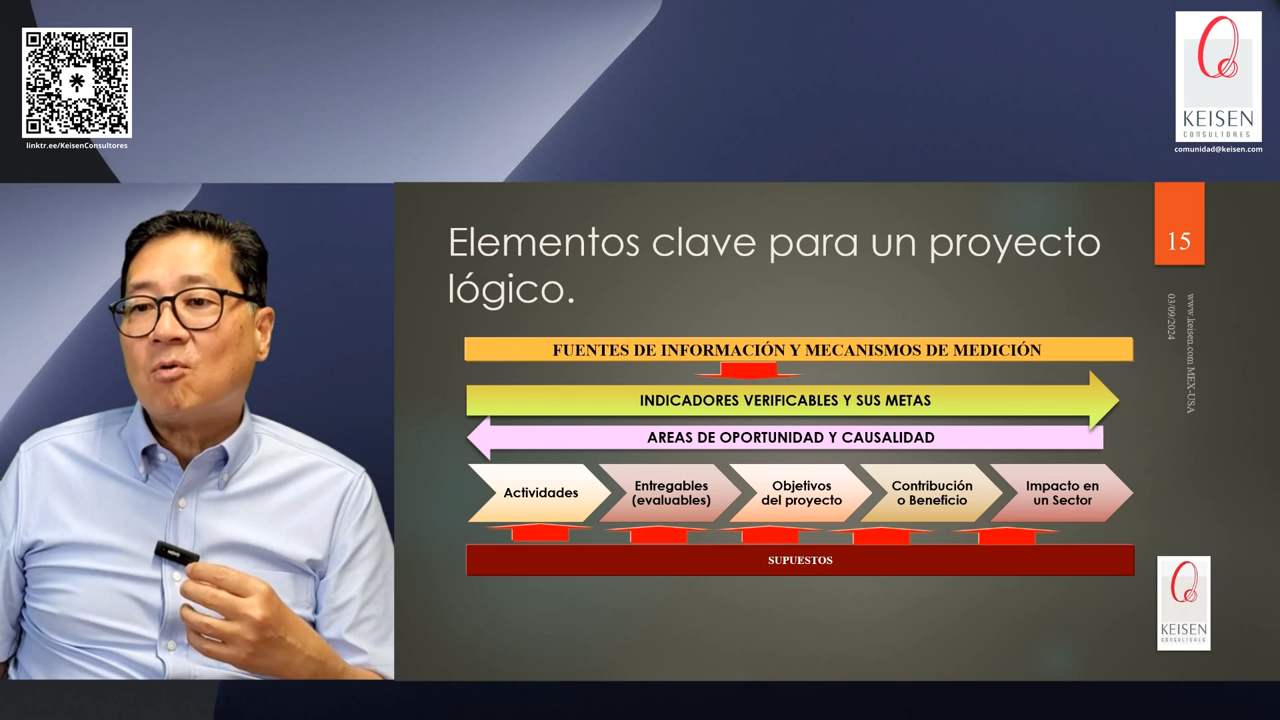 linktr.ee/KeisenConsultores
KEISEN
CONSULTORES
comunidad@keisen.com
Elementos clave para un proyecto
lógico.
15
03/09/2024
www.keisen.com MEX-USA
FUENTES DE INFORMACIÓN Y MECANISMOS DE MEDICIÓN
INDICADORES VERIFICABLES Y SUS METAS
AREAS DE OPORTUNIDAD Y CAUSALIDAD
Actividades
Entregables
(evaluables)
Objetivos
del proyecto
Contribución
o Beneficio
Impacto en
un Sector
SUPUESTOS
KEISEN
CONSULTORES